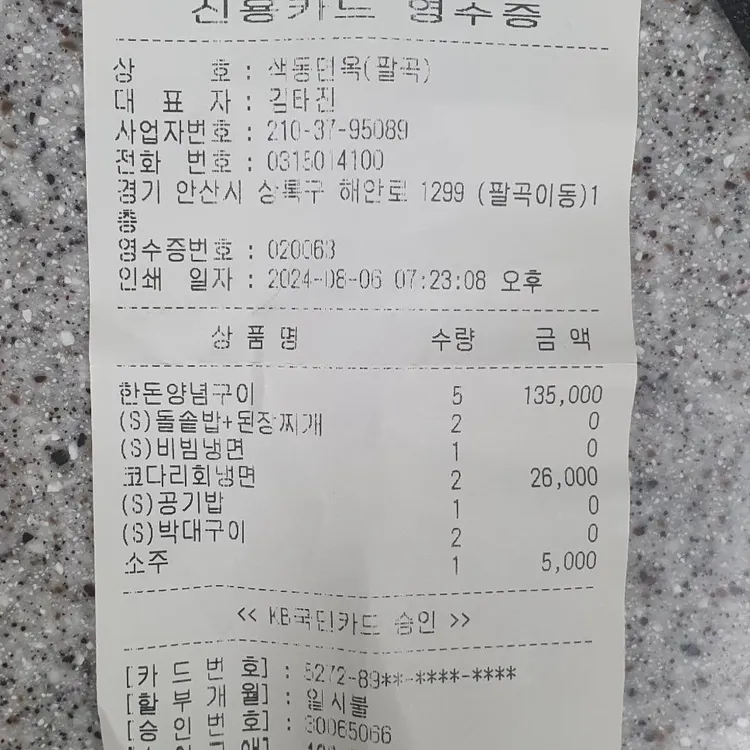 신용카드 영수증
상 호 : 색동면옥(팔곡)
대 표 자 : 김타진
사업자번호 : 210-37-95089
전화 번호 : 0315014100
경기 안산시 상록구 해안로 1299 (팔곡이동)1
층
영수증번호 : 020063
인쇄 일자 : 2024-08-06 07:23:08 오후
상 품 명 수량 금 액
한돈양념구이 5 135,000
(S)돌솥밥+된장찌개 2 0
(S)비빔냉면 1 0
코다리회냉면 2 26,000
(S)공기밥 1 0
(S)박대구이 2 0
소주 1 5,000
<< KB국민카드 승인 >>
[카 드 번 호] : 5272-89**-****-****
[할 부 개 월] : 일시불
[승 인 번 호] : 30065066